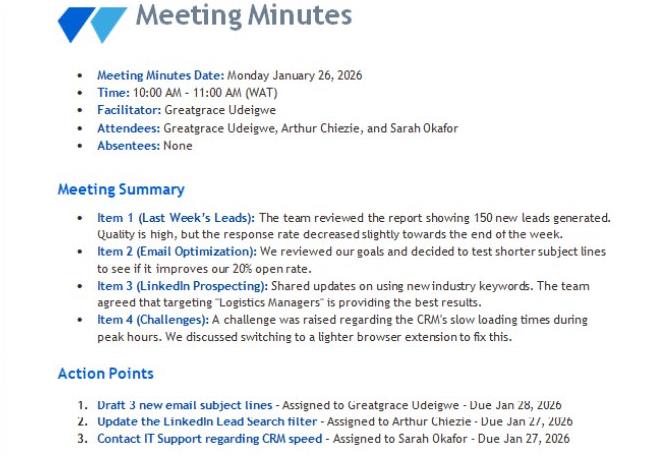 Meeting Minutes
• Meeting Minutes Date: Monday January 26, 2026
• Time: 10:00 AM - 11:00 AM (WAT)
• Facilitator: Greatgrace Udeigwe
• Attendees: Greatgrace Udeigwe, Arthur Chiezie, and Sarah Okafor
• Absentees: None
Meeting Summary
• Item 1 (Last Week's Leads): The team reviewed the report showing 150 new leads generated.
Quality is high, but the response rate decreased slightly towards the end of the week.
• Item 2 (Email Optimization): We reviewed our goals and decided to test shorter subject lines
to see if it improves our 20% open rate.
• Item 3 (LinkedIn Prospecting): Shared updates on using new industry keywords. The team
agreed that targeting "Logistics Managers" is providing the best results.
• Item 4 (Challenges): A challenge was raised regarding the CRM's slow loading times during
peak hours. We discussed switching to a lighter browser extension to fix this.
Action Points
1. Draft 3 new email subject lines - Assigned to Greatgrace Udeigwe - Due Jan 28, 2026
2. Update the LinkedIn Lead Search filter - Assigned to Arthur Chiezie - Due Jan 27, 2026
3. Contact IT Support regarding CRM speed - Assigned to Sarah Okafor - Due Jan 27, 2026